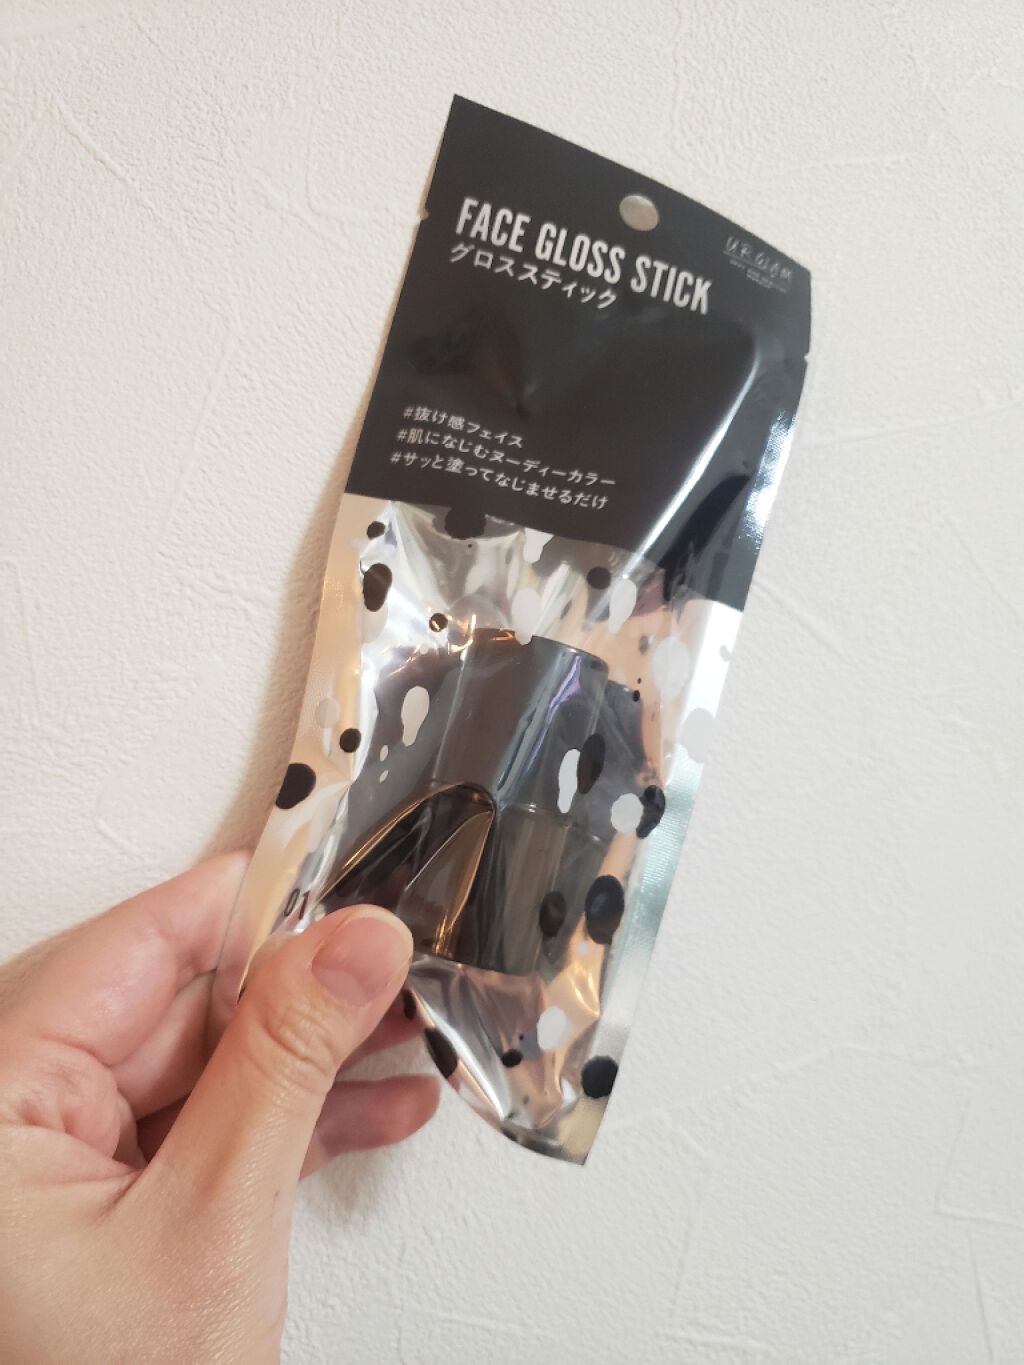 FACE GLOSS STICK
グロススティック
UR GLAM
#抜け感フェイス
#肌になじむヌーディーカラー
#サッと塗ってなじませるだけ
01